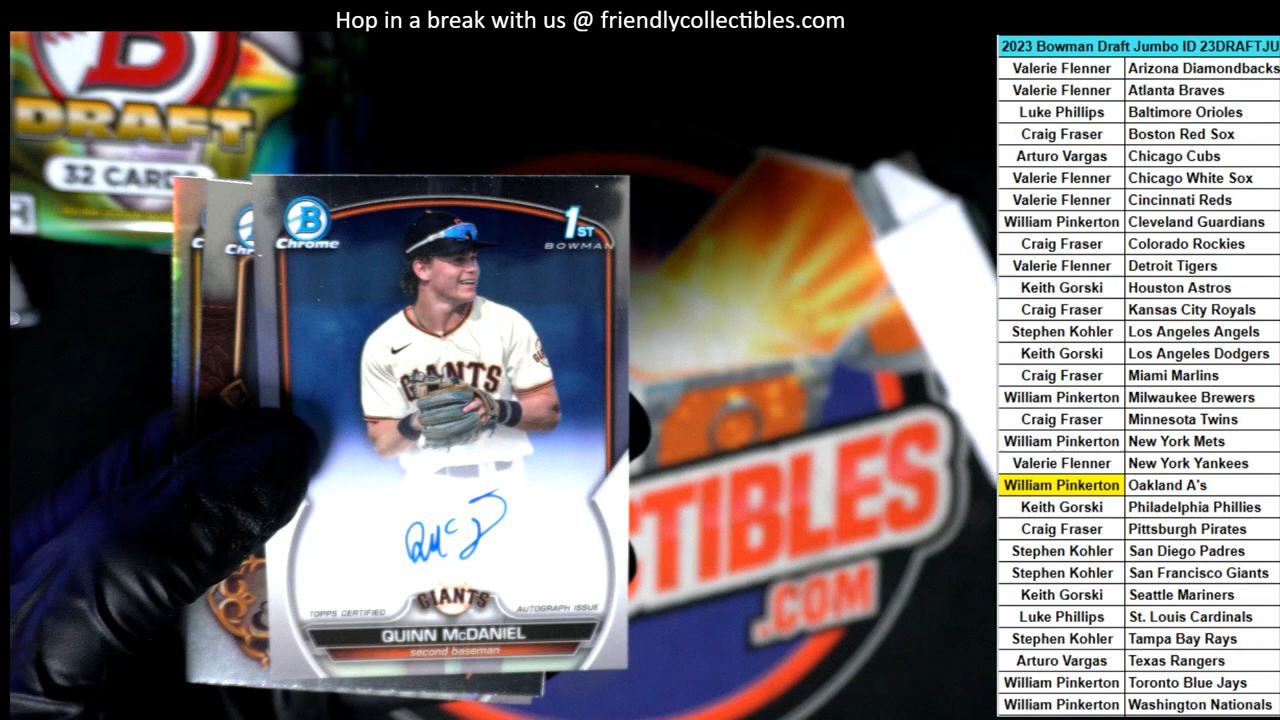 Hop in a break with us @ friendlycollectibles.com
DRAFT
32 CARDS
B
Chrome
1ST
BOWMAN
GIANTS
TOPPS CERTIFIED
GIANTS
AUTOGRAPH ISSUE
QUINN McDANIEL
second baseman
TIBLES
.COM
2023 Bowman Draft Jumbo ID 23DRAFTJU
Valerie Flenner Arizona Diamondbacks
Valerie Flenner Atlanta Braves
Luke Phillips Baltimore Orioles
Craig Fraser Boston Red Sox
Arturo Vargas Chicago Cubs
Valerie Flenner Chicago White Sox
Valerie Flenner Cincinnati Reds
William Pinkerton Cleveland Guardians
Craig Fraser Colorado Rockies
Valerie Flenner Detroit Tigers
Keith Gorski Houston Astros
Craig Fraser Kansas City Royals
Stephen Kohler Los Angeles Angels
Keith Gorski Los Angeles Dodgers
Craig Fraser Miami Marlins
William Pinkerton Milwaukee Brewers
Craig Fraser Minnesota Twins
William Pinkerton New York Mets
Valerie Flenner New York Yankees
William Pinkerton Oakland A's
Keith Gorski Philadelphia Phillies
Craig Fraser Pittsburgh Pirates
Stephen Kohler San Diego Padres
Stephen Kohler San Francisco Giants
Keith Gorski Seattle Mariners
Luke Phillips St. Louis Cardinals
Stephen Kohler Tampa Bay Rays
Arturo Vargas Texas Rangers
William Pinkerton Toronto Blue Jays
William Pinkerton Washington Nationals